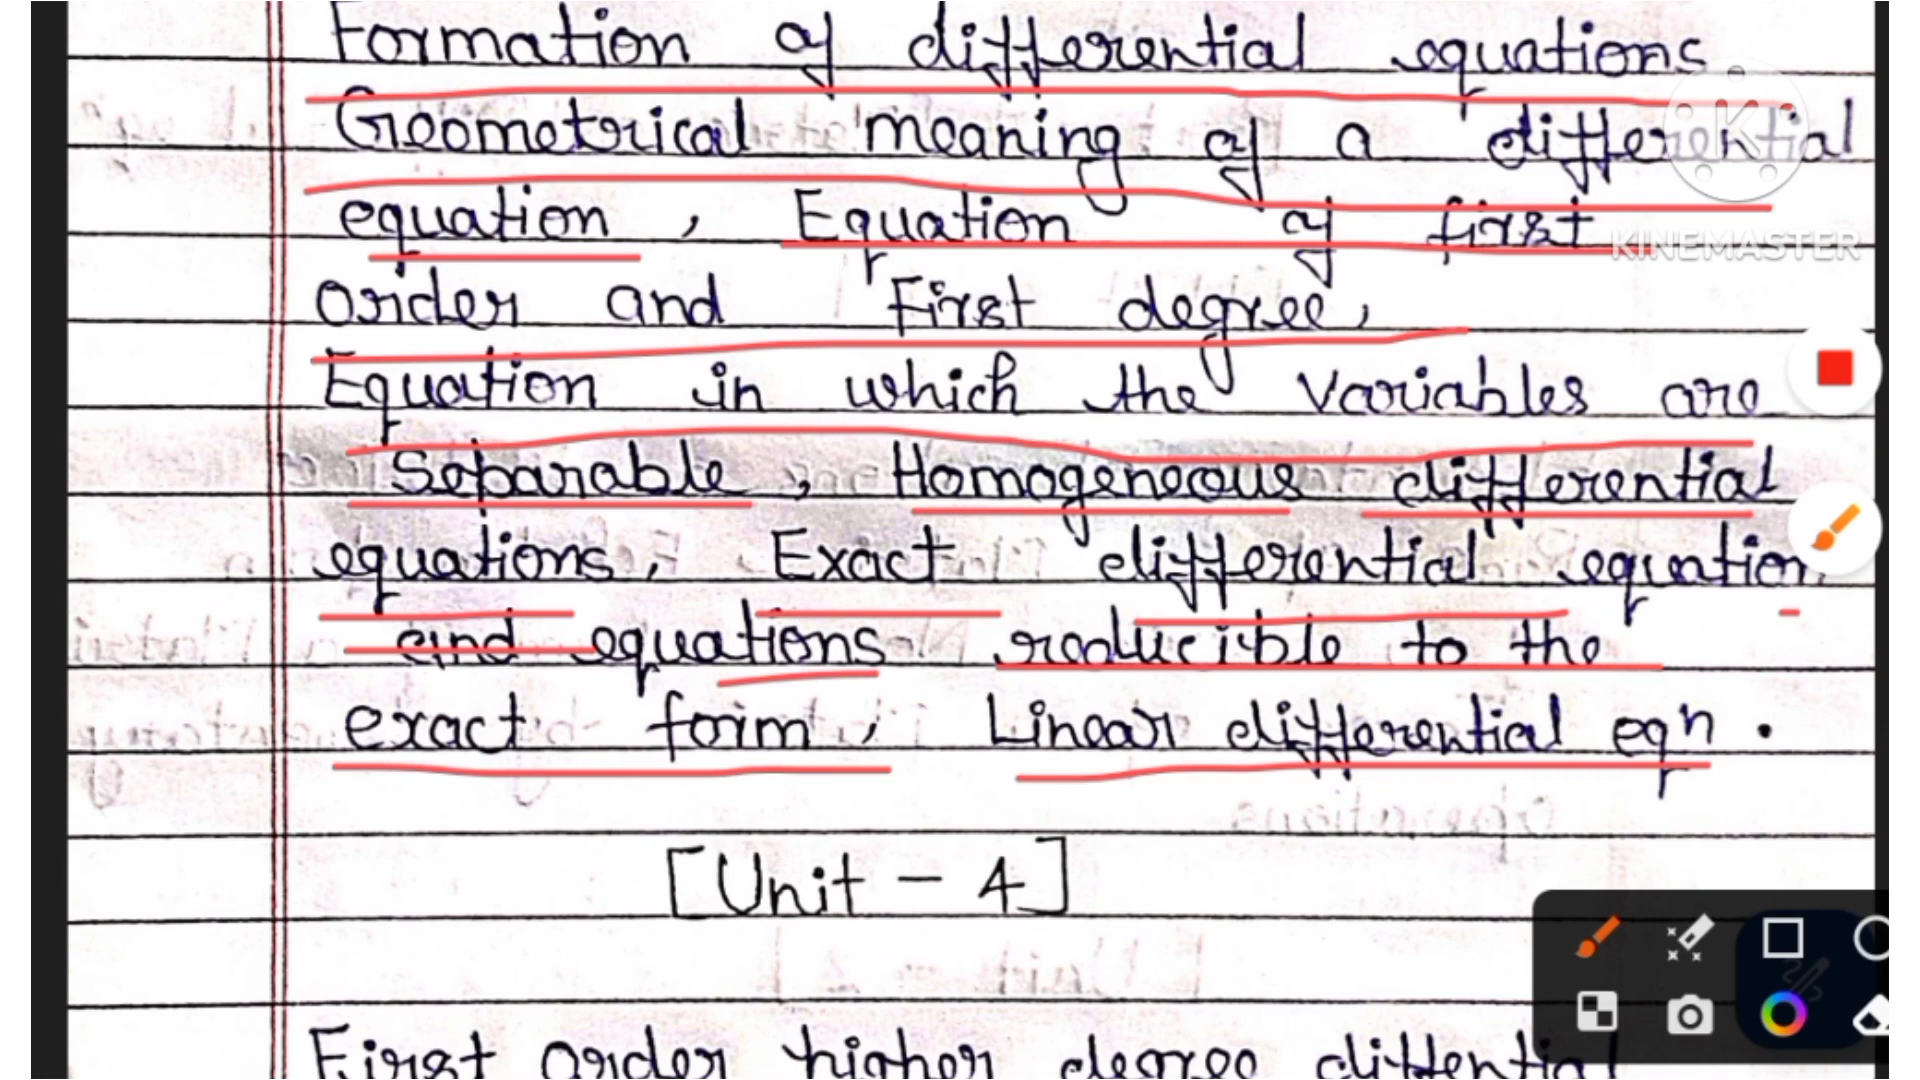 Formation of differential equations
Geometrical meaning of a differential
equation, Equation of first
order and First degree,
Equation in which the variables are
Separable, Homogeneous differential
equations, Exact differential equation
and equations reducible to the
exact form, Linear differential eqn.
[Unit - 4]
First order higher degree
KINEMASTER